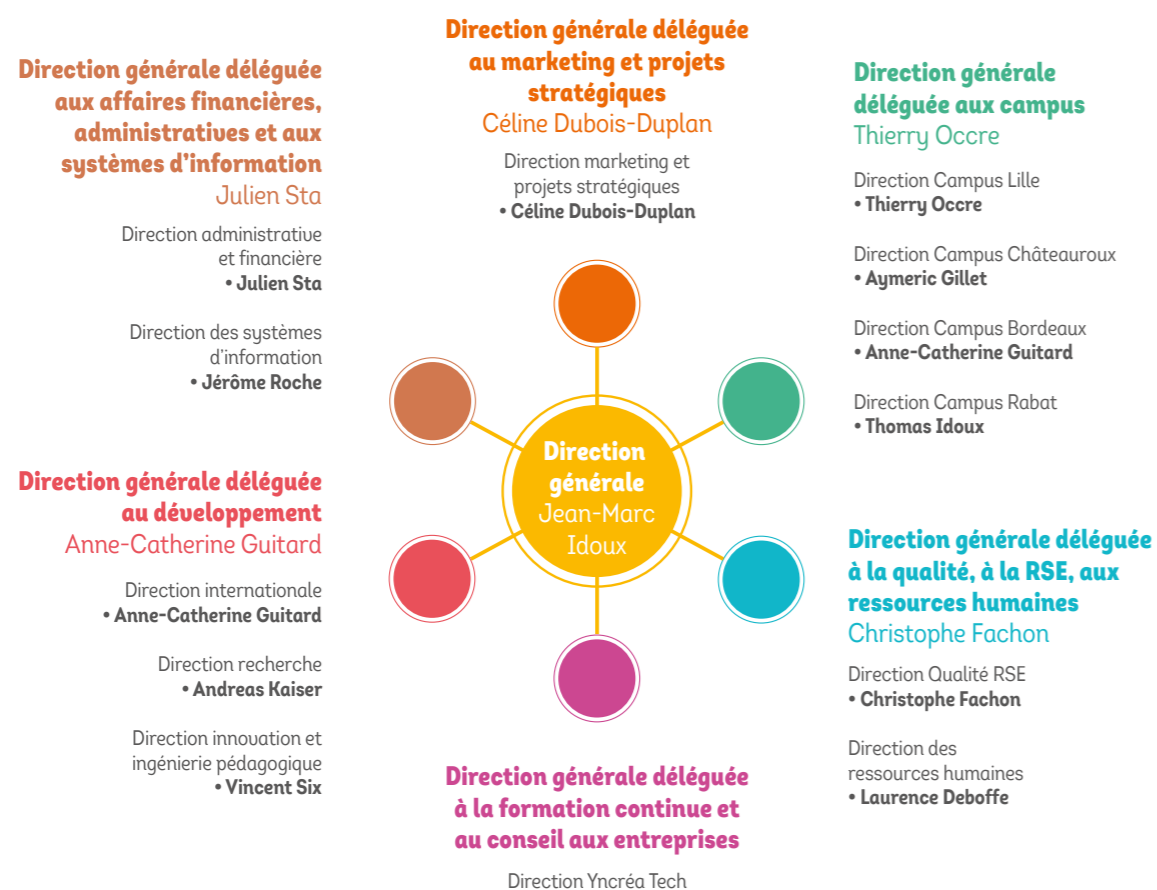 Direction générale déléguée
aux affaires financières,
administratives et aux
systèmes d'information
Julien Sta
Direction administrative
et financière
• Julien Sta
Direction des systèmes
d'information
• Jérôme Roche
Direction générale déléguée
au marketing et projets
stratégiques
Céline Dubois-Duplan
Direction marketing et
projets stratégiques
• Céline Dubois-Duplan
Direction générale
déléguée aux campus
Thierry Occre
Direction Campus Lille
• Thierry Occre
Direction Campus Châteauroux
• Aymeric Gillet
Direction Campus Bordeaux
• Anne-Catherine Guitard
Direction Campus Rabat
• Thomas Idoux
Direction
générale
Jean-Marc
Idoux
Direction générale déléguée
au développement
Anne-Catherine Guitard
Direction internationale
• Anne-Catherine Guitard
Direction recherche
• Andreas Kaiser
Direction innovation et
ingénierie pédagogique
• Vincent Six
Direction générale déléguée
à la qualité, à la RSE, aux
ressources humaines
Christophe Fachon
Direction Qualité RSE
• Christophe Fachon
Direction des
ressources humaines
• Laurence Deboffe
Direction générale déléguée
à la formation continue et
au conseil aux entreprises
Direction Yncréa Tech